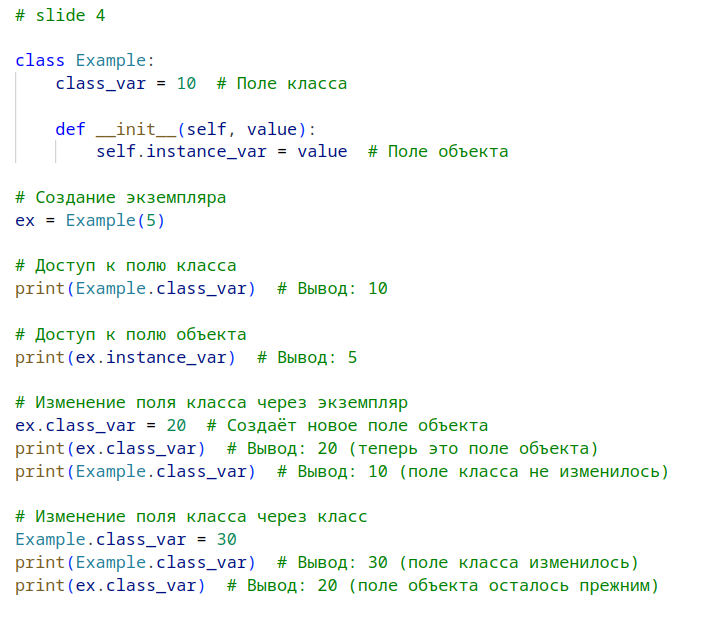 # slide 4
class Example:
class_var = 10  # Поле класса
def __init__(self, value):
self.instance_var = value  # Поле объекта
# Создание экземпляра
ex = Example(5)
# Доступ к полю класса
print(Example.class_var)  # Вывод: 10
# Доступ к полю объекта
print(ex.instance_var)  # Вывод: 5
# Изменение поля класса через экземпляр
ex.class_var = 20  # Создаёт новое поле объекта
print(ex.class_var)  # Вывод: 20 (теперь это поле объекта)
print(Example.class_var)  # Вывод: 10 (поле класса не изменилось)
# Изменение поля класса через класс
Example.class_var = 30
print(Example.class_var)  # Вывод: 30 (поле класса изменилось)
print(ex.class_var)  # Вывод: 20 (поле объекта осталось прежним)